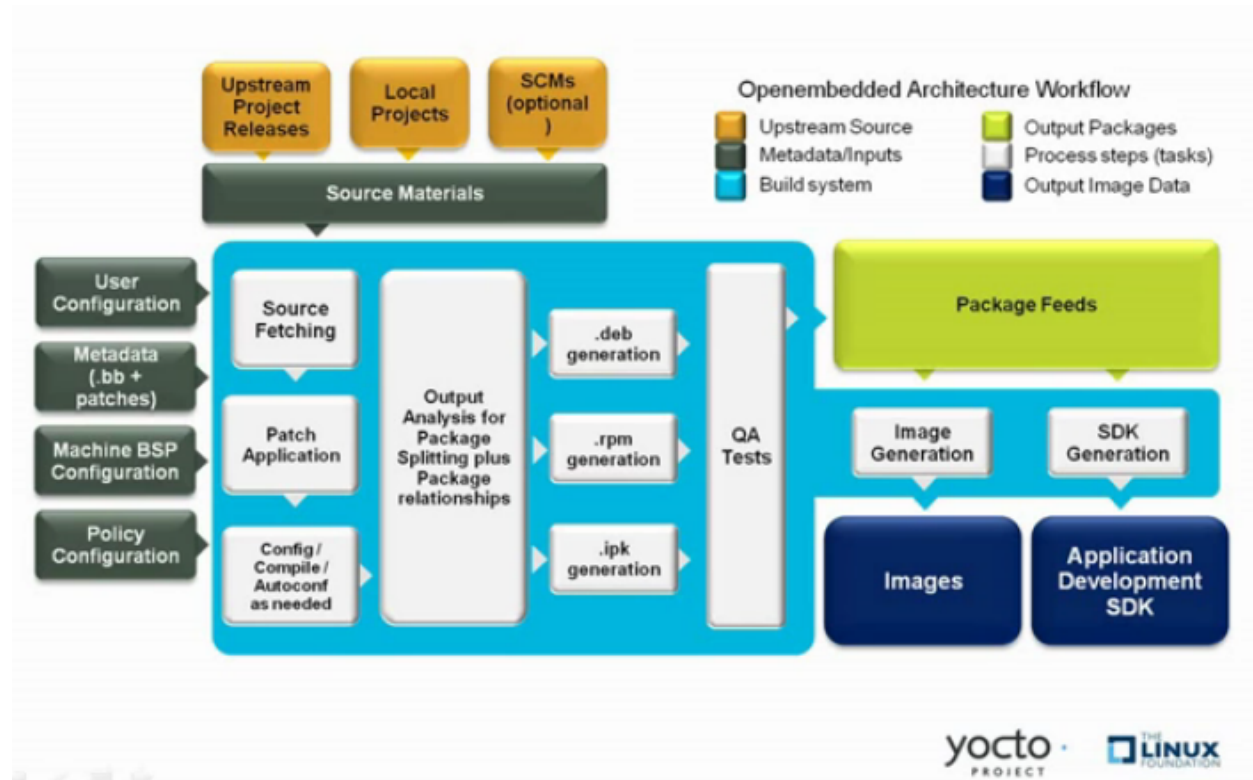 Upstream
Project
Releases
Local
Projects
SCMs
(optional
)
Source Materials
Openembedded Architecture Workflow
Upstream Source
Metadata/Inputs
Build system
Output Packages
Process steps (tasks)
Output Image Data
User
Configuration
Metadata
(.bb +
patches)
Machine BSP
Configuration
Policy
Configuration
Source
Fetching
Patch
Application
Config /
Compile /
Autoconf
as needed
Output
Analysis for
Package
Splitting plus
Package
relationships
.deb
generation
.rpm
generation
.ipk
generation
QA
Tests
Package Feeds
Image
Generation
SDK
Generation
Images
Application
Development
SDK
yocto
PROJECT
THE
LINUX
FOUNDATION